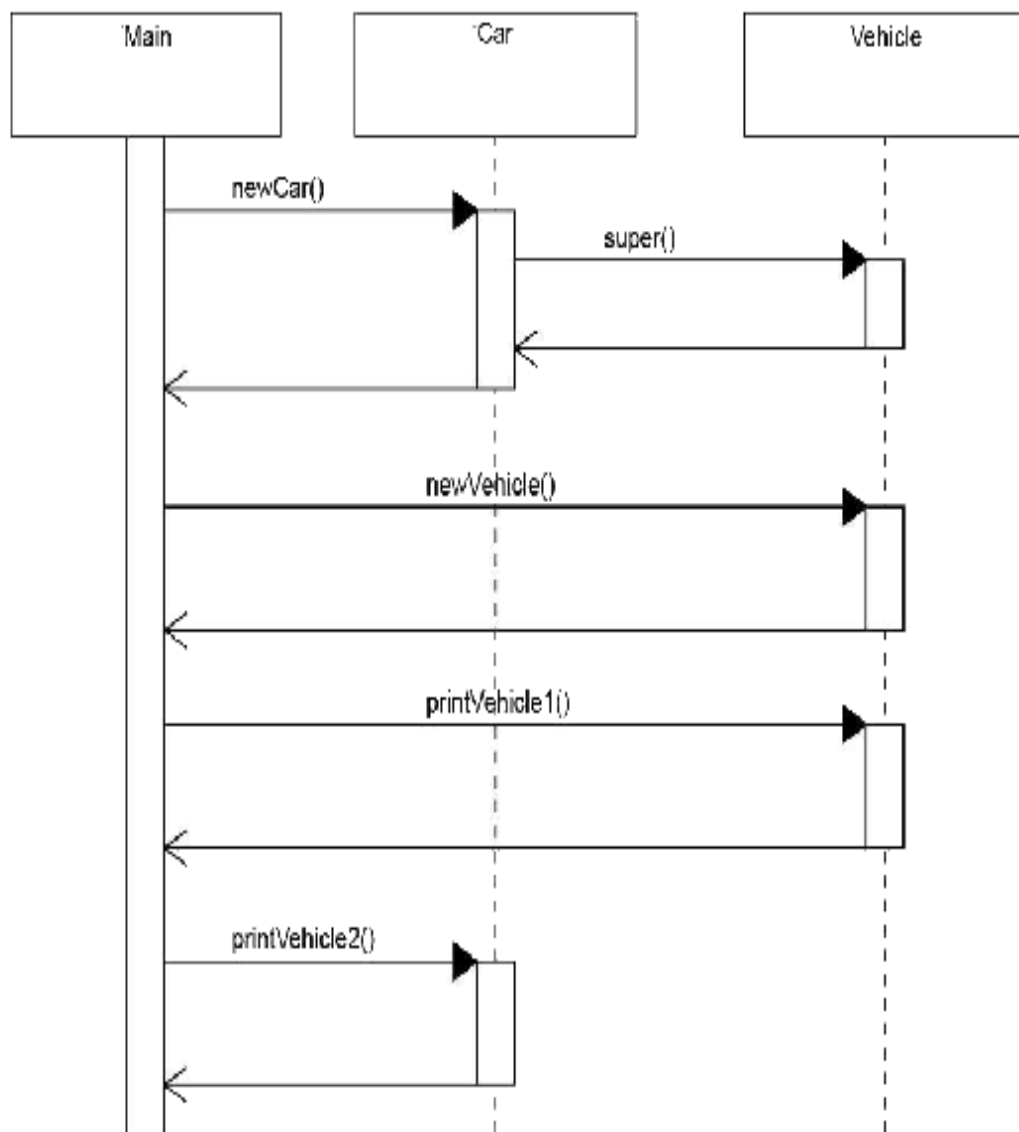 Main
Car
Vehicle
newCar()
super()
newVehicle()
printVehicle1()
printVehicle2()